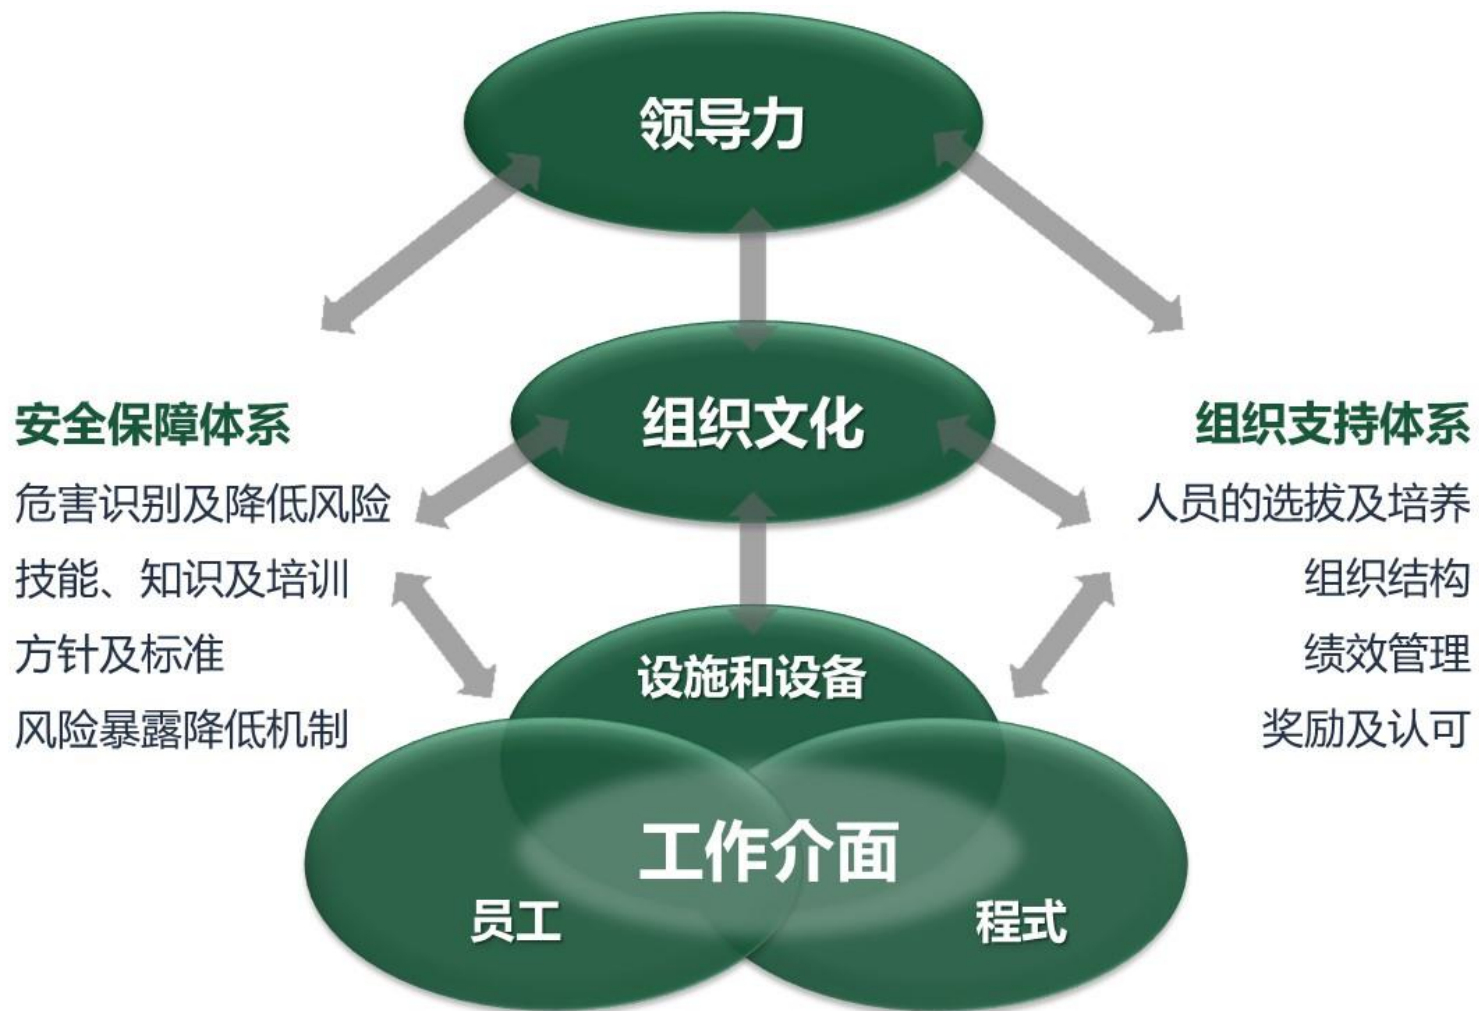 领导力
组织文化
安全保障体系
危害识别及降低风险
技能、知识及培训
方针及标准
风险暴露降低机制
组织支持体系
人员的选拔及培养
组织结构
绩效管理
奖励及认可
设施和设备
工作介面
员工
程式